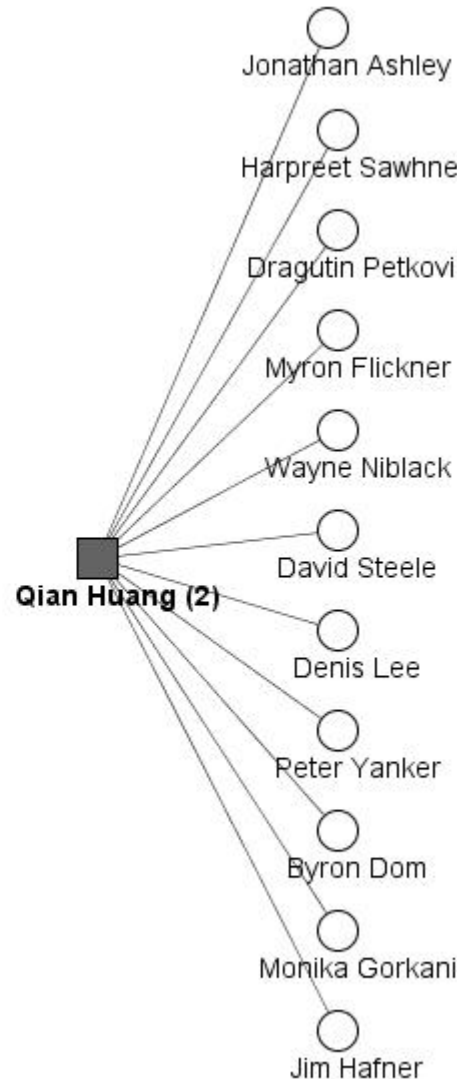 Jonathan Ashley
Harpreet Sawhne
Dragutin Petkovi
Myron Flickner
Wayne Niblack
David Steele
Qian Huang (2)
Denis Lee
Peter Yanker
Byron Dom
Monika Gorkani
Jim Hafner